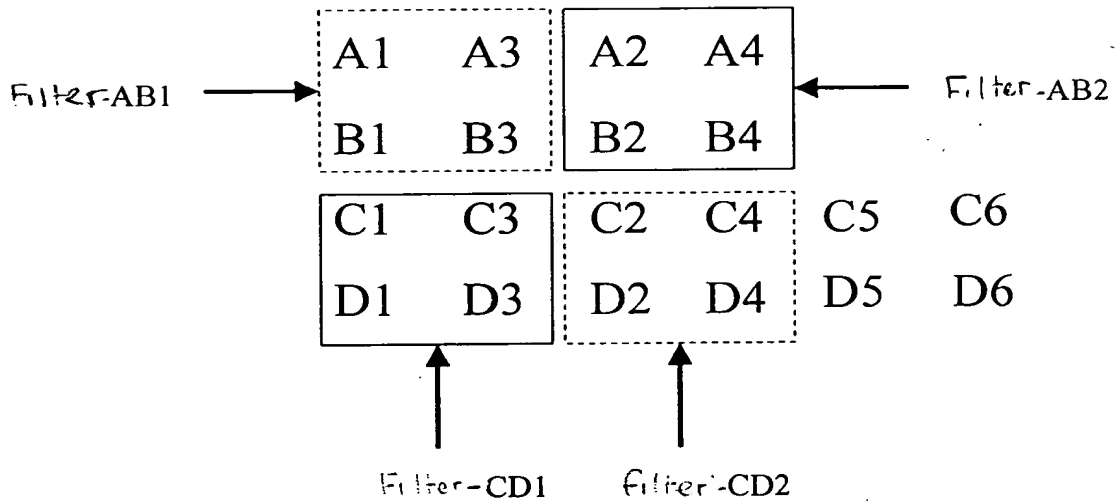 A1 A3 A2 A4
Filter-AB1 Filter-AB2
B1 B3 B2 B4
C1 C3 C2 C4 C5 C6
D1 D3 D2 D4 D5 D6
Filter-CD1 Filter-CD2